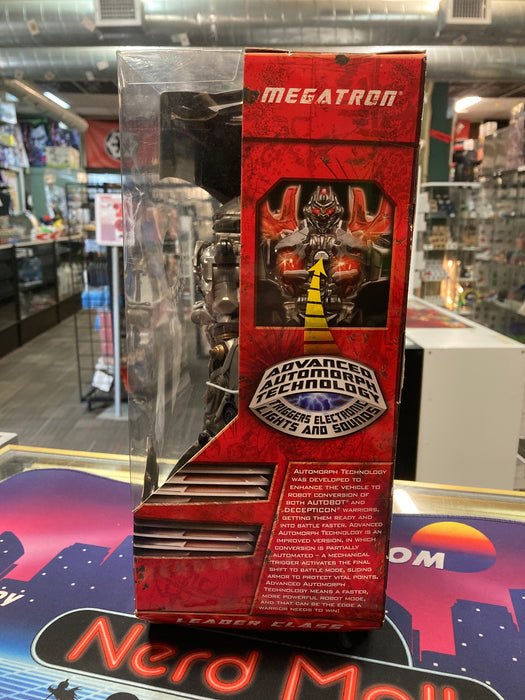 MEGATRON®
ADVANCED
AUTOMORPH
TECHNOLOGY
TRIGGERS ELECTRONIC
LIGHTS AND SOUNDS
AUTOMORPH TECHNOLOGY
WAS DEVELOPED TO
ENHANCE THE VEHICLE TO
ROBOT CONVERSION OF
BOTH AUTOBOT® AND
DECEPTICON® WARRIORS,
GETTING THEM READY AND
INTO BATTLE FASTER. ADVANCED
AUTOMORPH TECHNOLOGY IS AN
IMPROVED VERSION, IN WHICH
CONVERSION IS PARTIALLY
AUTOMATED – A MECHANICAL
TRIGGER ACTIVATES THE FINAL
SHIFT TO BATTLE MODE, SLIDING
ARMOR TO PROTECT VITAL POINTS.
ADVANCED AUTOMORPH
TECHNOLOGY MEANS A FASTER,
MORE POWERFUL ROBOT MODE,
AND THAT CAN BE THE EDGE A
WARRIOR NEEDS TO WIN!
LEADER CLASS
.COM
Nerd Mall